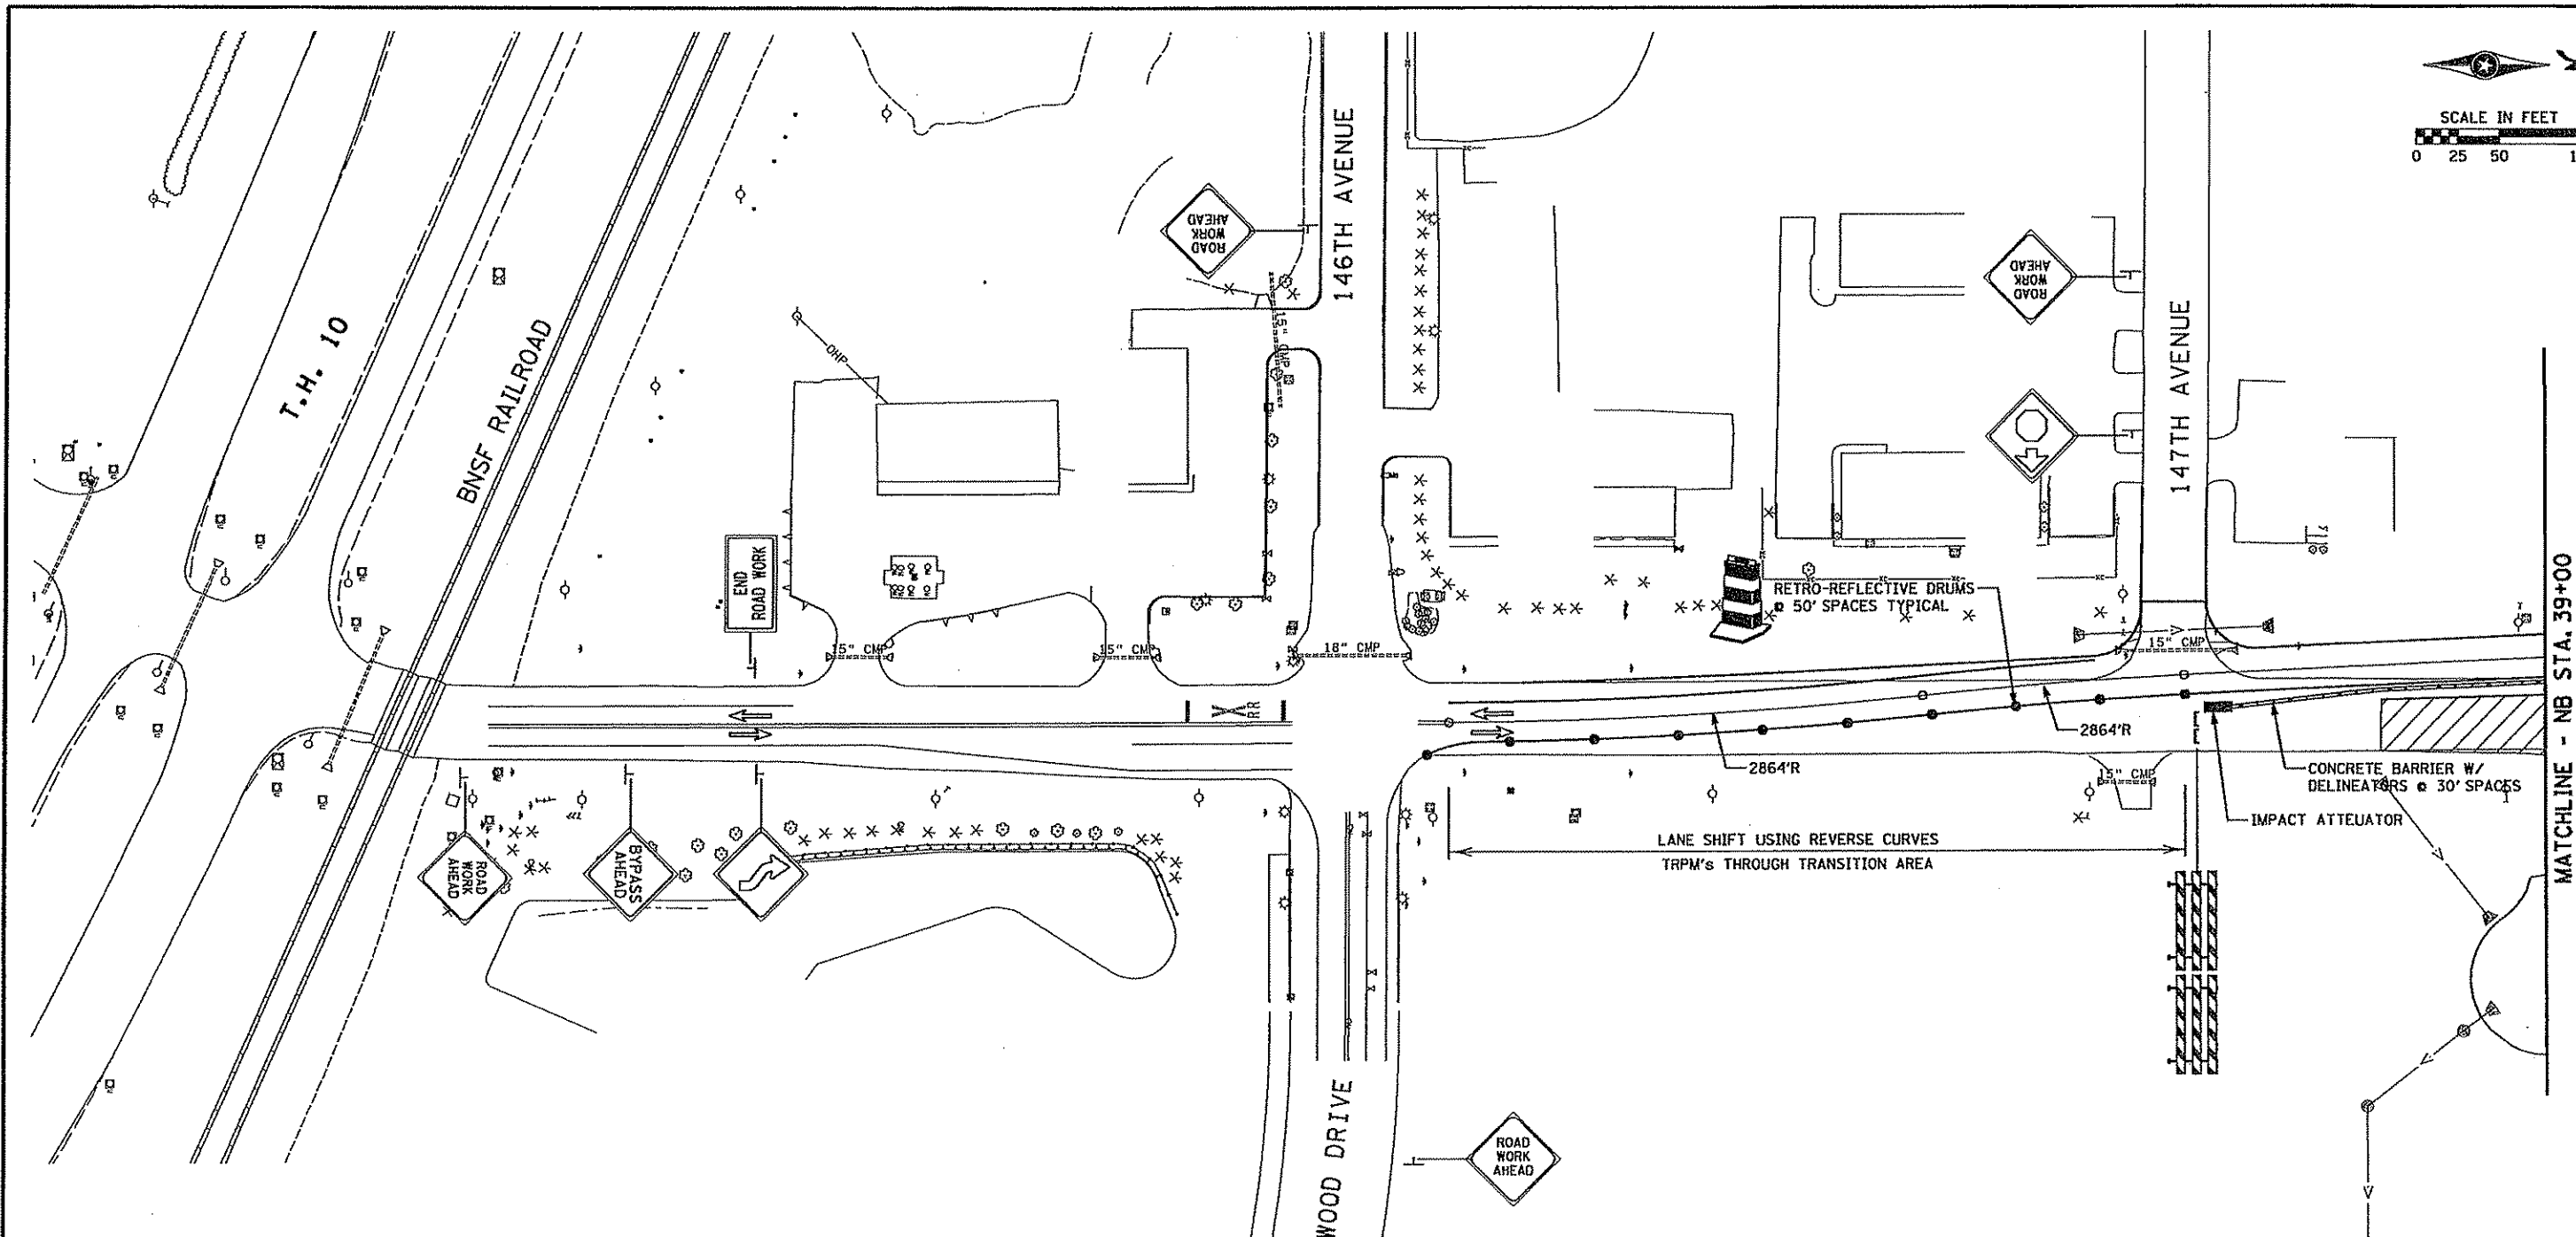 SCALE IN FEET
0 25 50
146TH AVENUE
ROAD
WORK
AHEAD
ROAD
WORK
AHEAD
T.H. 10
BNSF RAILROAD
OHP
15" CMP
147TH AVENUE
END
ROAD WORK
RETRO-REFLECTIVE DRUMS
@ 50' SPACES TYPICAL
15" CMP
15" CMP
18" CMP
15" CMP
RR
2864'R
2864'R
15" CMP
CONCRETE BARRIER W/
DELINEATORS @ 30' SPACES
IMPACT ATTEUATOR
MATCHLINE - NB STA. 39+00
ROAD
WORK
AHEAD
BYPASS
AHEAD
LANE SHIFT USING REVERSE CURVES
TRPM's THROUGH TRANSITION AREA
WOOD DRIVE
ROAD
WORK
AHEAD